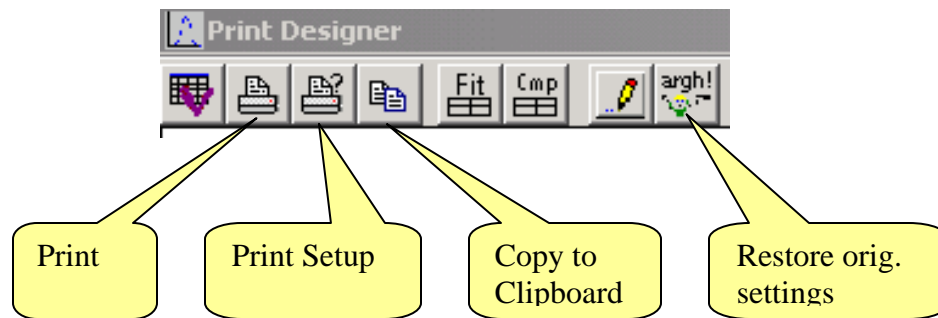 Print Designer
?
Fit Cmp argh!
Print
Print Setup
Copy to
Clipboard
Restore orig.
settings